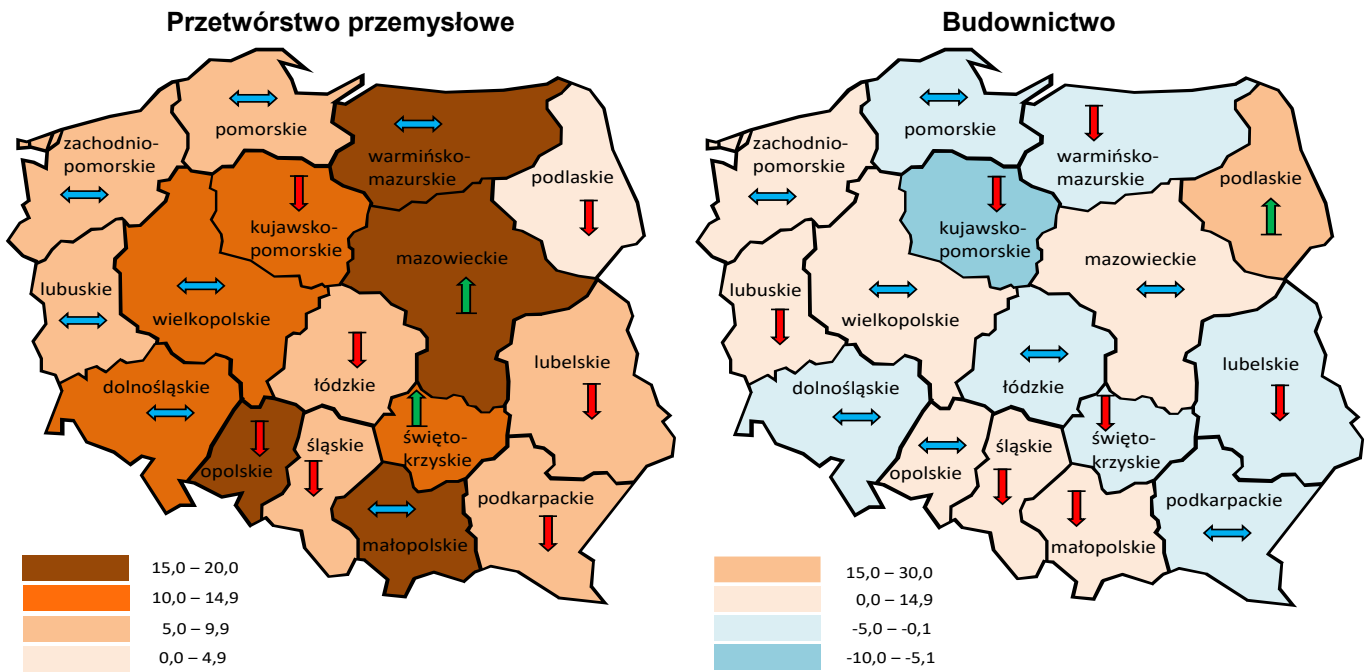 Przetwórstwo przemysłowe
pomorskie
zachodnio-
pomorskie
warmińsko-
mazurskie
podlaskie
kujawsko-
pomorskie
mazowieckie
lubuskie
wielkopolskie
lubelskie
dolnośląskie
łódzkie
opolskie
śląskie
święto-
krzyskie
podkarpackie
małopolskie
15,0 – 20,0
10,0 – 14,9
5,0 – 9,9
0,0 – 4,9
Budownictwo
pomorskie
zachodnio-
pomorskie
warmińsko-
mazurskie
podlaskie
kujawsko-
pomorskie
mazowieckie
lubuskie
wielkopolskie
lubelskie
dolnośląskie
łódzkie
opolskie
śląskie
święto-
krzyskie
podkarpackie
małopolskie
15,0 – 30,0
0,0 – 14,9
-5,0 – -0,1
-10,0 – -5,1